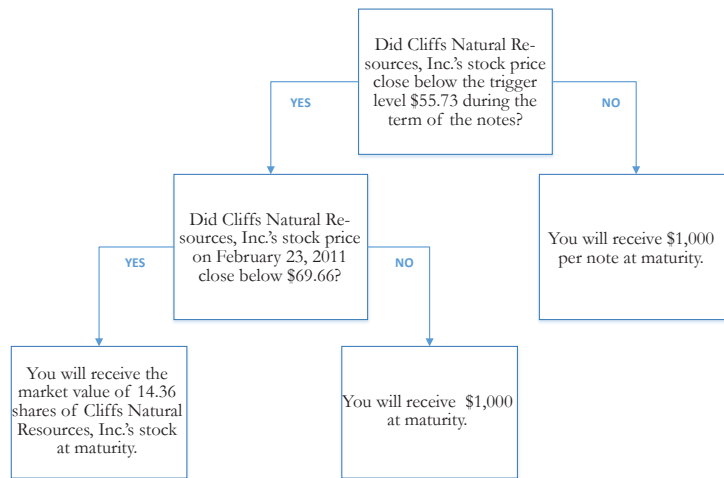 Did Cliffs Natural Re-
sources, Inc.'s stock price
close below the trigger
level $55.73 during the
term of the notes?
YES
NO
Did Cliffs Natural Re-
sources, Inc.'s stock price
on February 23, 2011
close below $69.66?
You will receive $1,000
per note at maturity.
YES
NO
You will receive the
market value of 14.36
shares of Cliffs Natural
Resources, Inc.'s stock
at maturity.
You will receive $1,000
at maturity.